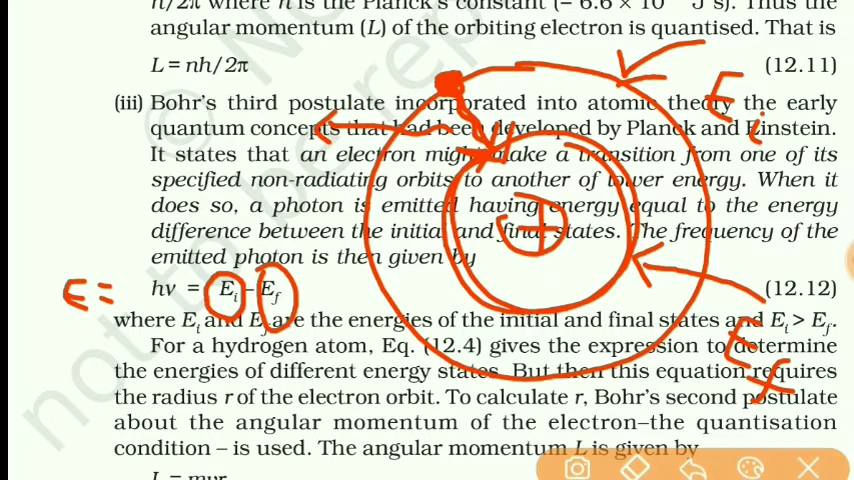 h/2π where h is the Planck's constant (= 6.6 × 10 J s). Thus the
angular momentum (L) of the orbiting electron is quantised. That is
L = nh/2π (12.11)
(iii) Bohr's third postulate incorporated into atomic theory the early
quantum concepts that had been developed by Planck and Einstein.
It states that an electron might make a transition from one of its
specified non-radiating orbits to another of lower energy. When it
does so, a photon is emitted having energy equal to the energy
difference between the initial and final states. The frequency of the
emitted photon is then given by
hν = Ei – Ef (12.12)
where Ei and Ef are the energies of the initial and final states and Ei > Ef.
For a hydrogen atom, Eq. (12.4) gives the expression to determine
the energies of different energy states. But then this equation requires
the radius r of the electron orbit. To calculate r, Bohr's second postulate
about the angular momentum of the electron–the quantisation
condition – is used. The angular momentum L is given by
L = mvr
Ei
E=
Ef
+
not to be rep
© N